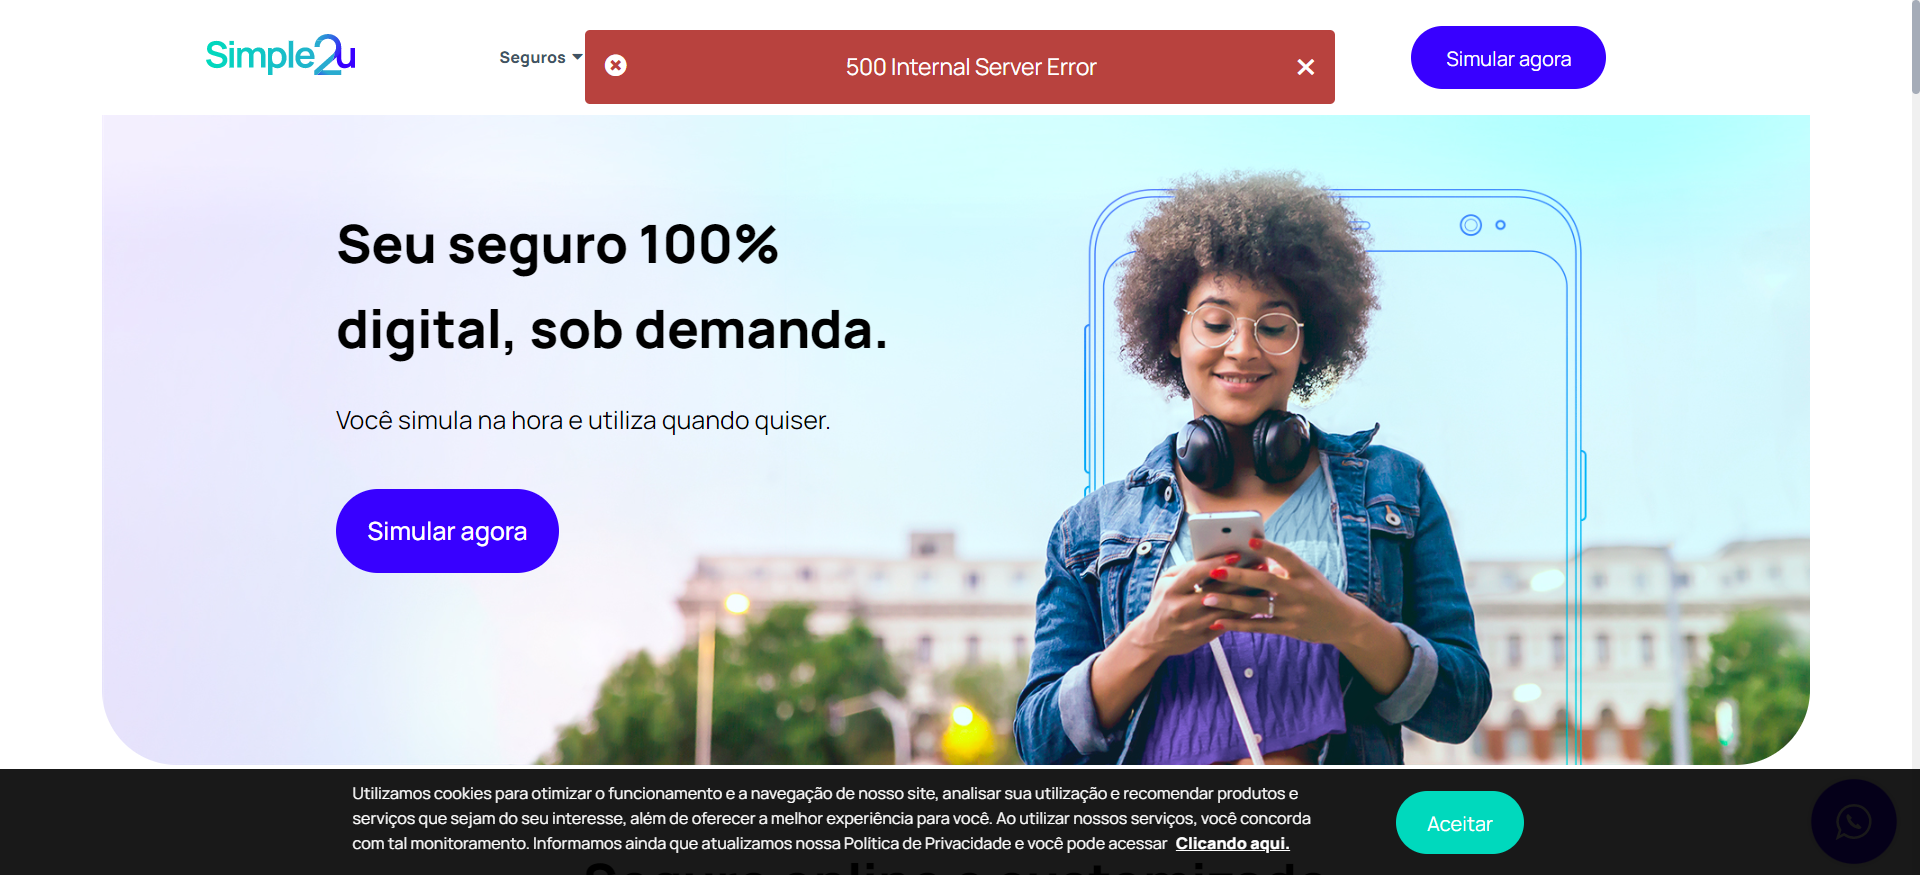 Simple2u
Seguros
500 Internal Server Error
Simular agora
Seu seguro 100%
digital, sob demanda.
Você simula na hora e utiliza quando quiser.
Simular agora
Utilizamos cookies para otimizar o funcionamento e a navegação de nosso site, analisar sua utilização e recomendar produtos e
serviços que sejam do seu interesse, além de oferecer a melhor experiência para você. Ao utilizar nossos serviços, você concorda
com tal monitoramento. Informamos ainda que atualizamos nossa Política de Privacidade e você pode acessar Clicando aqui.
Aceitar
Seguro online e customizado